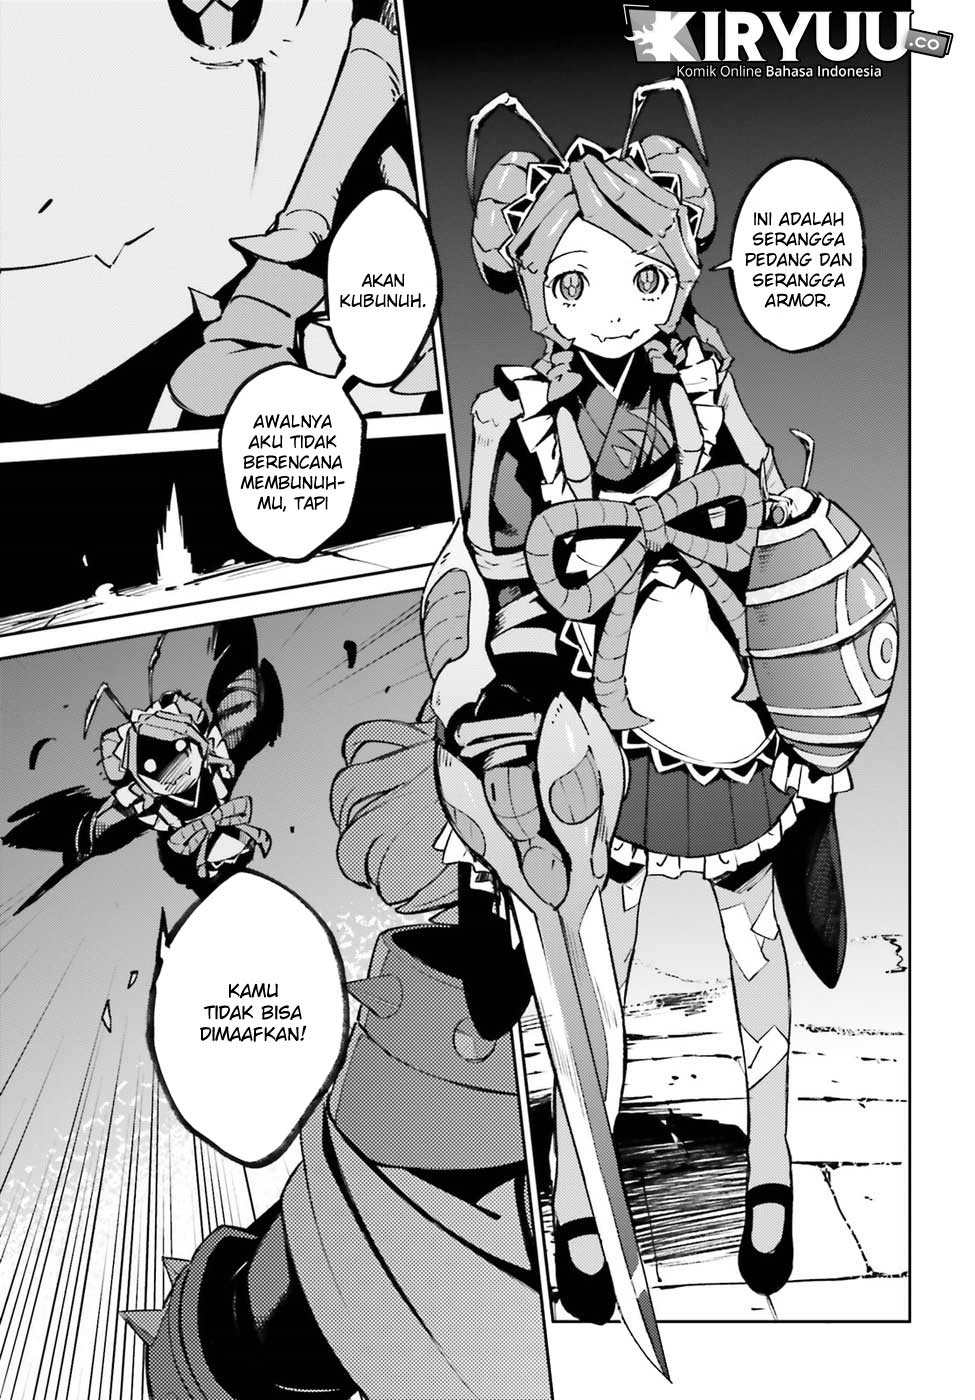 KIRYUU.CO
Komik Online Bahasa Indonesia
INI ADALAH
SERANGGA
PEDANG DAN
SERANGGA
ARMOR.
AKAN
KUBUNUH.
AWALNYA
AKU TIDAK
BERENCANA
MEMBUNUH-
MU, TAPI
KAMU
TIDAK BISA
DIMAAFKAN!